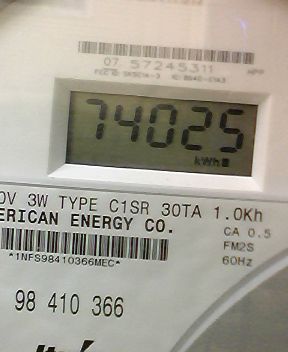 07 57245311
74025
kWh
0V 3W TYPE C1SR 30TA 1.0Kh
ERICAN ENERGY CO.
CA 0.5
FM2S
*1NFS98410366MEC*
60Hz
98 410 366